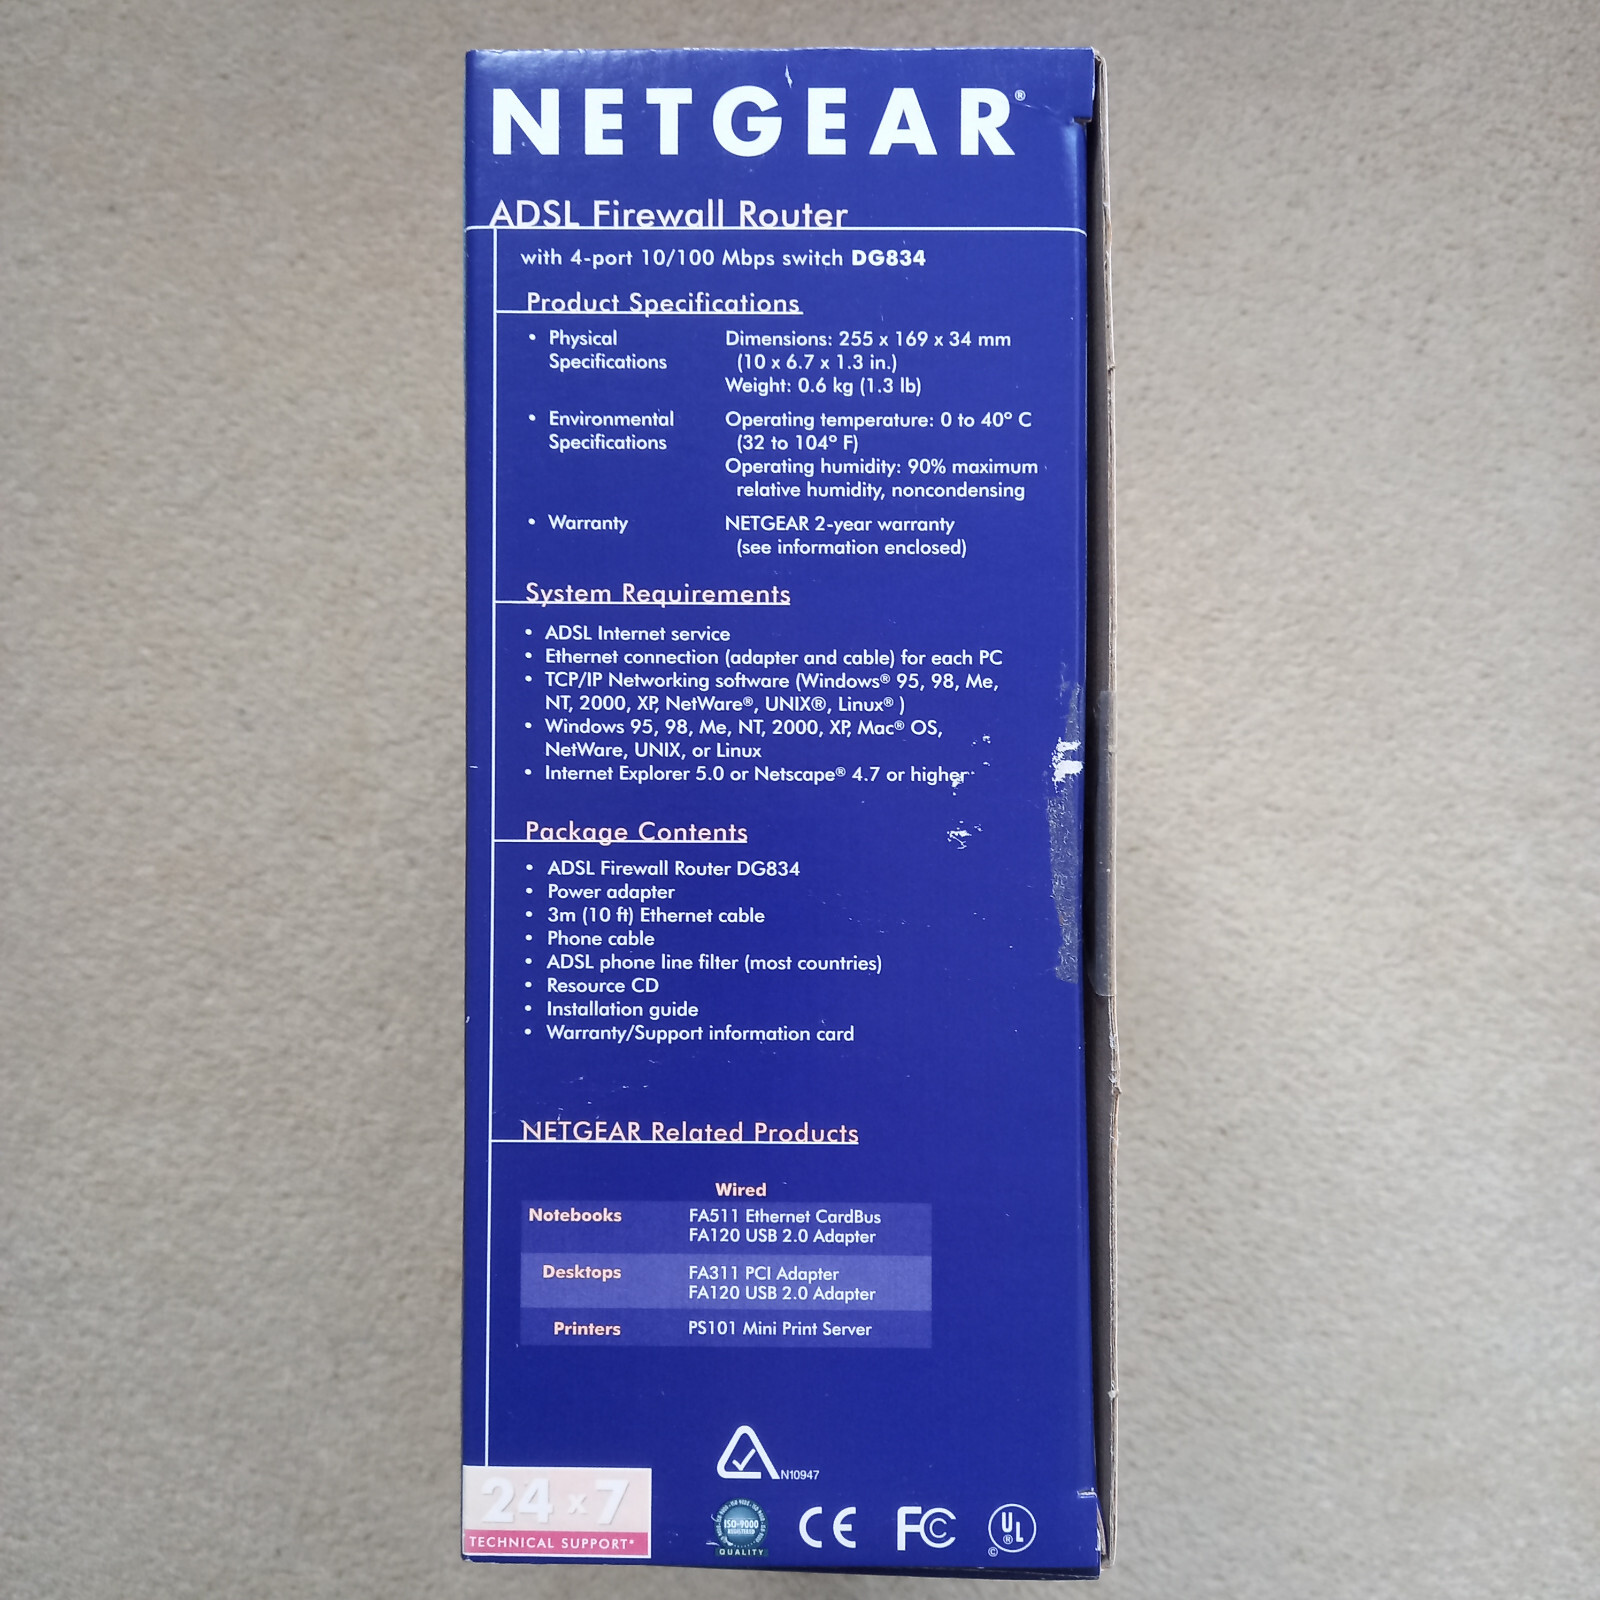 NETGEAR®
ADSL Firewall Router
with 4-port 10/100 Mbps switch DG834
Product Specifications
• Physical Specifications
Dimensions: 255 x 169 x 34 mm
(10 x 6.7 x 1.3 in.)
Weight: 0.6 kg (1.3 lb)
• Environmental Specifications
Operating temperature: 0 to 40º C
(32 to 104º F)
Operating humidity: 90% maximum
relative humidity, noncondensing
• Warranty
NETGEAR 2-year warranty
(see information enclosed)
System Requirements
• ADSL Internet service
• Ethernet connection (adapter and cable) for each PC
• TCP/IP Networking software (Windows® 95, 98, Me,
NT, 2000, XP, NetWare®, UNIX®, Linux® )
• Windows 95, 98, Me, NT, 2000, XP, Mac® OS,
NetWare, UNIX, or Linux
• Internet Explorer 5.0 or Netscape® 4.7 or higher
Package Contents
• ADSL Firewall Router DG834
• Power adapter
• 3m (10 ft) Ethernet cable
• Phone cable
• ADSL phone line filter (most countries)
• Resource CD
• Installation guide
• Warranty/Support information card
NETGEAR Related Products
Wired
Notebooks
FA511 Ethernet CardBus
FA120 USB 2.0 Adapter
Desktops
FA311 PCI Adapter
FA120 USB 2.0 Adapter
Printers
PS101 Mini Print Server
N10947
24 x 7
TECHNICAL SUPPORT*
ISO-9000
REGISTERED
QUALITY
CE
FC
UL
®
©